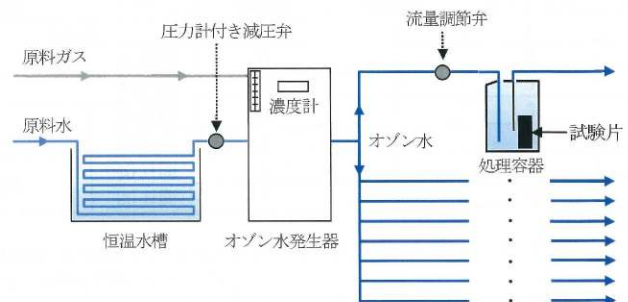 流量調節弁
圧力計付き減圧弁
原料ガス
濃度計
原料水
オゾン水
試験片
処理容器
恒温水槽
オゾン水発生器